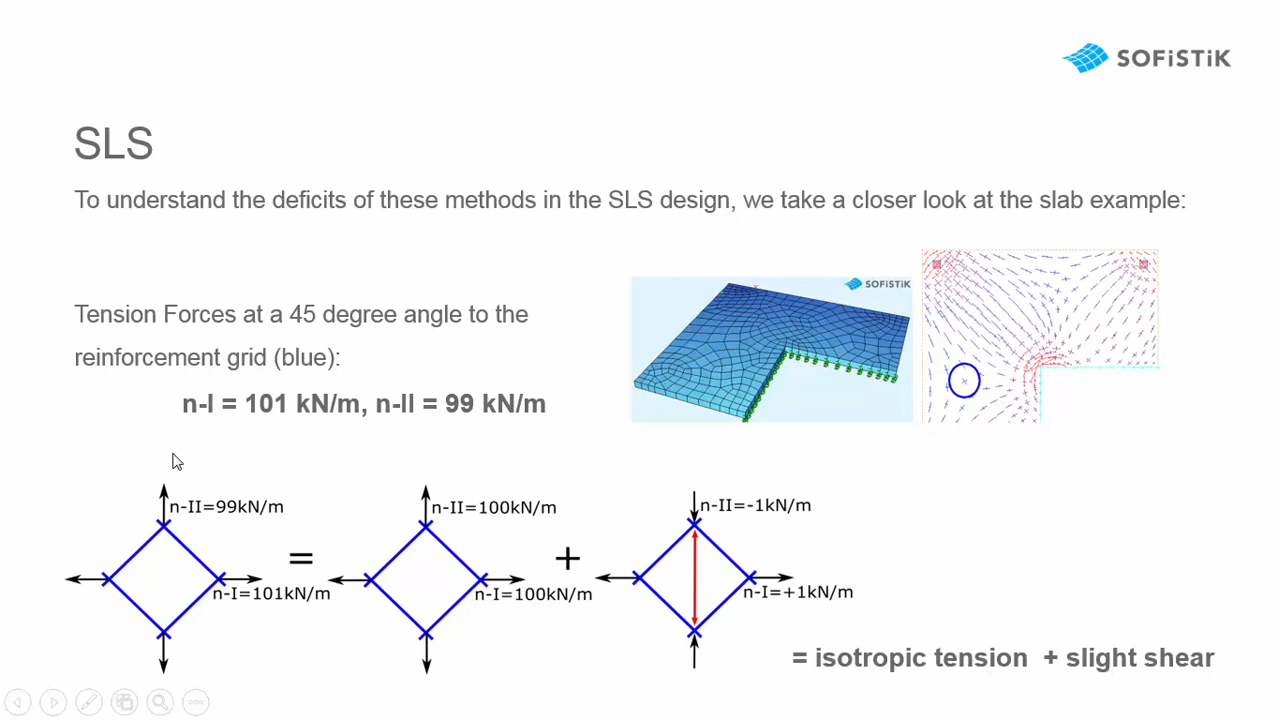 SOFiSTiK
SLS
To understand the deficits of these methods in the SLS design, we take a closer look at the slab example:
SOFiSTiK
Tension Forces at a 45 degree angle to the
reinforcement grid (blue):
n-I = 101 kN/m, n-II = 99 kN/m
n-II=99kN/m
n-II=100kN/m
n-II=-1kN/m
=
+
n-I=101kN/m
n-I=100kN/m
n-I=+1kN/m
= isotropic tension + slight shear